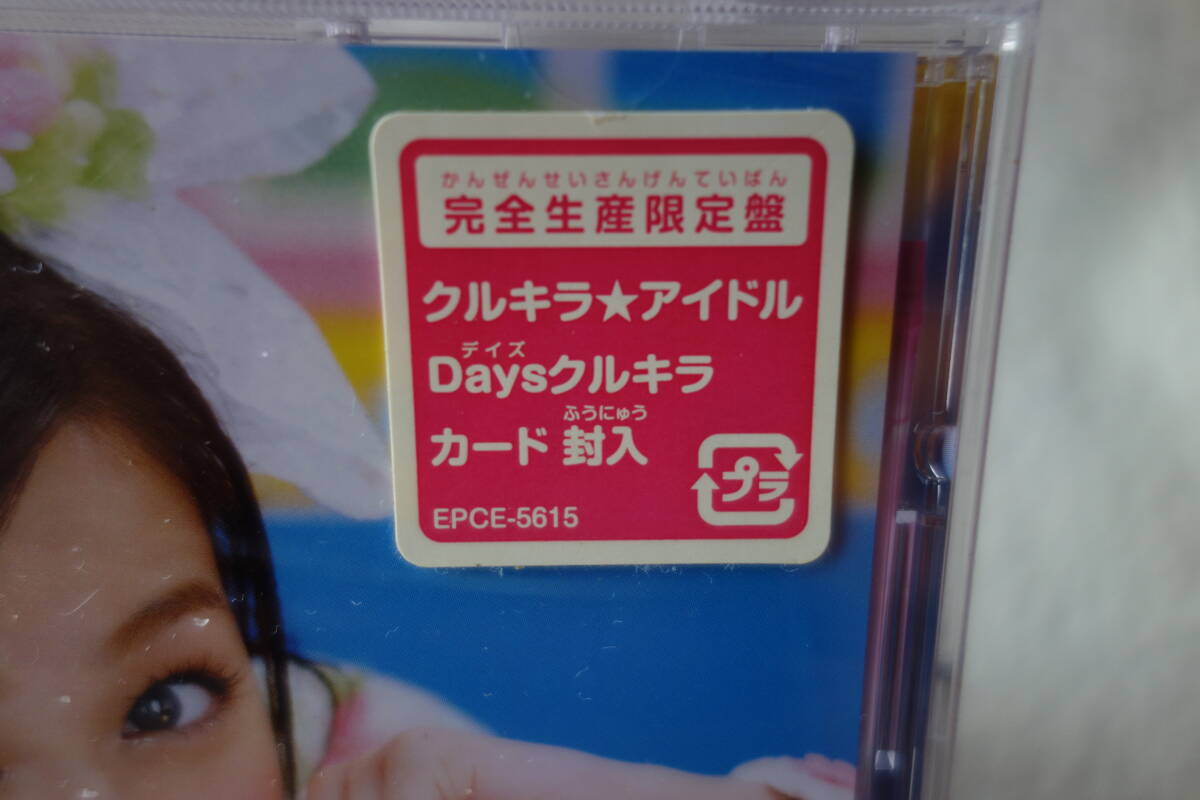 かんぜんせいさんげんていばん
完全生産限定盤
クルキラ★アイドル
デイズ
Daysクルキラ
ふうにゅう
カード 封入
プラ
EPCE-5615